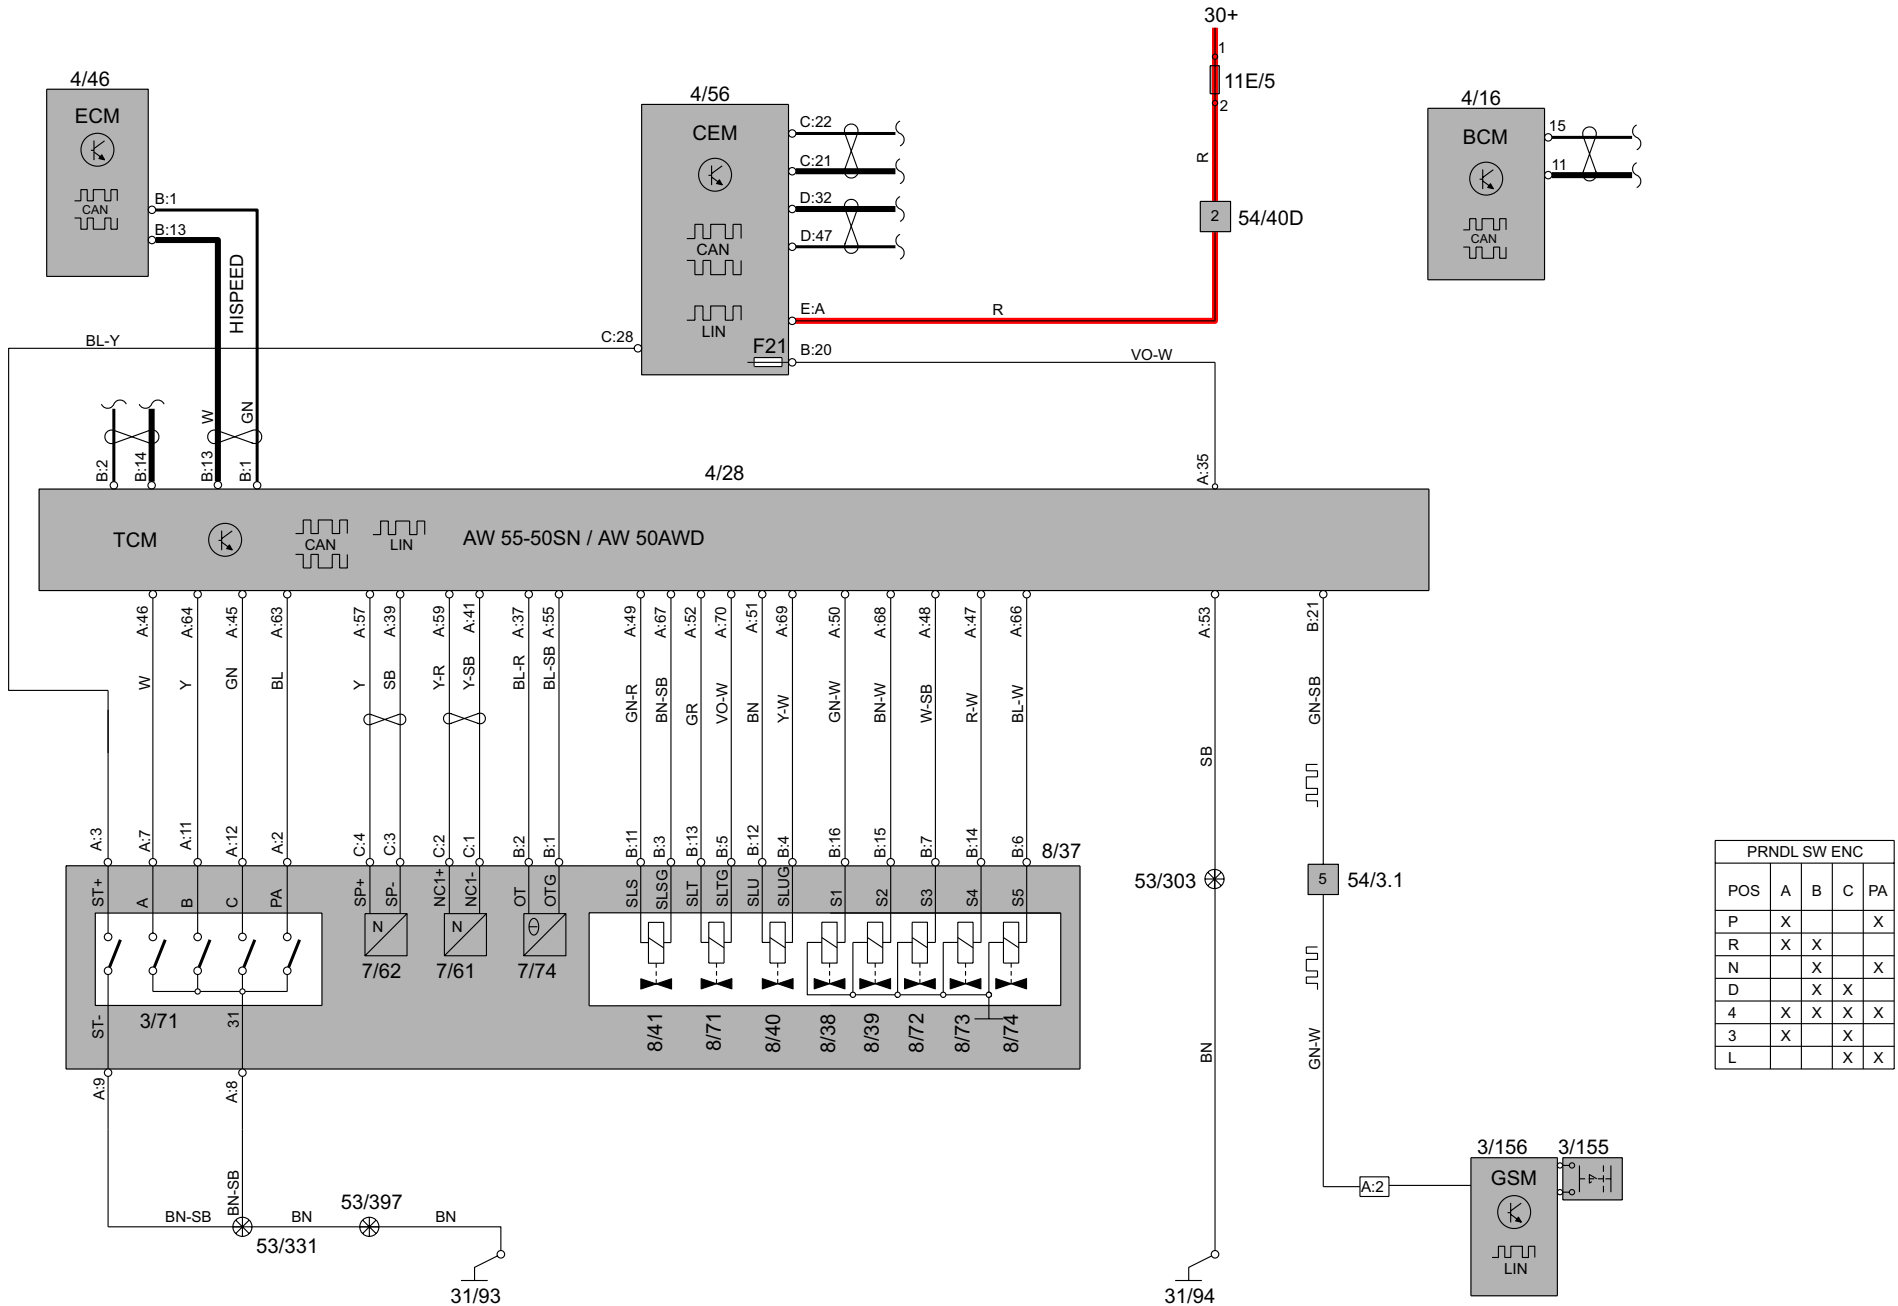 30+
1
11E/5
2
R
2
54/40D
4/46
ECM
CAN
B:1
B:13
HISPEED
4/56
CEM
C:22
C:21
D:32
D:47
CAN
LIN
E:A
R
C:28
F21
B:20
VO-W
BL-Y
4/16
BCM
15
11
CAN
W
GN
B:2
B:14
B:13
B:1
4/28
A:35
TCM
CAN
LIN
AW 55-50SN / AW 50AWD
A:46
A:64
A:45
A:63
A:57
A:39
A:59
A:41
A:37
A:55
A:49
A:67
A:52
A:70
A:51
A:69
A:50
A:68
A:48
A:47
A:66
A:53
B:21
W
Y
GN
BL
Y
SB
Y-R
Y-SB
BL-R
BL-SB
GN-R
BN-SB
GR
VO-W
BN
Y-W
GN-W
BN-W
W-SB
R-W
BL-W
SB
GN-SB
A:3
A:7
A:11
A:12
A:2
C:4
C:3
C:2
C:1
B:2
B:1
B:11
B:3
B:13
B:5
B:12
B:4
B:16
B:15
B:7
B:14
B:6
8/37
ST+
A
B
C
PA
SP+
SP-
NC1+
NC1-
OT
OTG
SLS
SLSG
SLT
SLTG
SLU
SLUG
S1
S2
S3
S4
S5
N
N
θ
7/62
7/61
7/74
ST-
3/71
31
8/41
8/71
8/40
8/38
8/39
8/72
8/73
8/74
53/303
5
54/3.1
BN
GN-W
A:9
A:8
BN-SB
BN-SB
53/331
BN
53/397
BN
31/93
31/94
A:2
3/156
3/155
GSM
LIN
PRNDL SW ENC
POS A B C PA
P X X
R X X
N X X
D X X
4 X X X X
3 X X
L X X